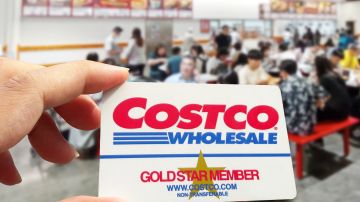 COSTCO
WHOLESALE
GOLD STAR MEMBER
WWW.COSTCO.COM
NON-TRANSFERABLE